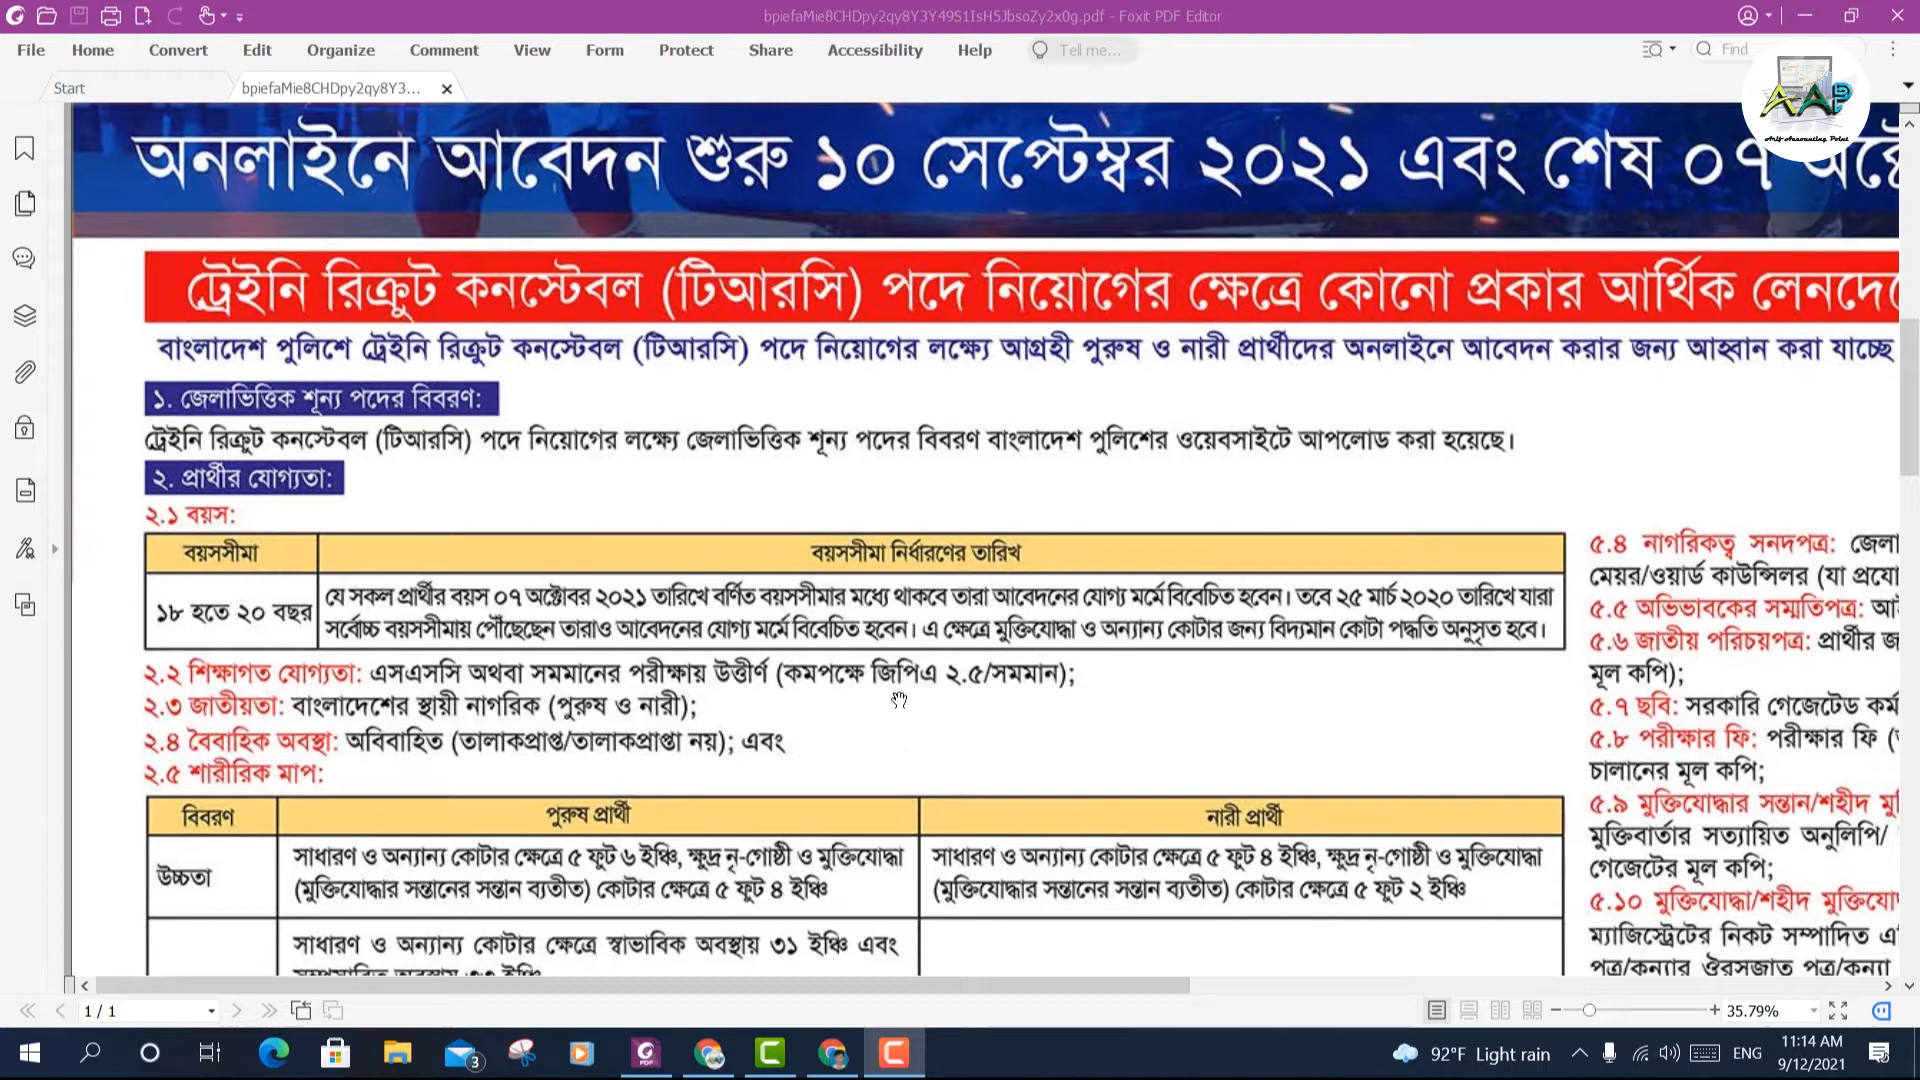 bpiefaMie8CHDpy2qy8Y3Y49S1IsH5JbsoZy2x0g.pdf - Foxit PDF Editor
File Home Convert Edit Organize Comment View Form Protect Share Accessibility Help Tell me... Find
Start bpiefaMie8CHDpy2qy8Y3...
AAP
Arif Accounting Point
অনলাইনে আবেদন শুরু ১০ সেপ্টেম্বর ২০২১ এবং শেষ ০৭
ট্রেইনি রিক্রুট কনস্টেবল (টিআরসি) পদে নিয়োগের ক্ষেত্রে কোনো প্রকার আর্থিক
বাংলাদেশ পুলিশে ট্রেইনি রিক্রুট কনস্টেবল (টিআরসি) পদে নিয়োগের লক্ষ্যে আগ্রহী পুরুষ ও নারী প্রার্থীদের অনলাইনে আবেদন করার জন্য আহ্বান করা যাচ্ছে
১. জেলাভিত্তিক শূন্য পদের বিবরণ:
ট্রেইনি রিক্রুট কনস্টেবল (টিআরসি) পদে নিয়োগের লক্ষ্যে জেলাভিত্তিক শূন্য পদের বিবরণ বাংলাদেশ পুলিশের ওয়েবসাইটে আপলোড করা হয়েছে।
২. প্রার্থীর যোগ্যতা:
২.১ বয়স:
বয়সসীমা বয়সসীমা নির্ধারণের তারিখ
১৮ হতে ২০ বছর
যে সকল প্রার্থীর বয়স ০৭ অক্টোবর ২০২১ তারিখে বর্ণিত বয়সসীমার মধ্যে থাকবে তারা আবেদনের যোগ্য মর্মে বিবেচিত হবেন। তবে ২৫ মার্চ ২০২০ তারিখে যারা
সর্বোচ্চ বয়সসীমায় পৌঁছেছেন তারাও আবেদনের যোগ্য মর্মে বিবেচিত হবেন। এ ক্ষেত্রে মুক্তিযোদ্ধা ও অন্যান্য কোটার জন্য বিদ্যমান কোটা পদ্ধতি অনুসৃত হবে।
২.২ শিক্ষাগত যোগ্যতা: এসএসসি অথবা সমমানের পরীক্ষায় উত্তীর্ণ (কমপক্ষে জিপিএ ২.৫/সমমান);
২.৩ জাতীয়তা: বাংলাদেশের স্থায়ী নাগরিক (পুরুষ ও নারী);
২.৪ বৈবাহিক অবস্থা: অবিবাহিত (তালাকপ্রাপ্ত/তালাকপ্রাপ্তা নয়); এবং
২.৫ শারীরিক মাপ:
বিবরণ পুরুষ প্রার্থী নারী প্রার্থী
উচ্চতা
সাধারণ ও অন্যান্য কোটার ক্ষেত্রে ৫ ফুট ৬ ইঞ্চি, ক্ষুদ্র নৃ-গোষ্ঠী ও মুক্তিযোদ্ধা
(মুক্তিযোদ্ধার সন্তানের সন্তান ব্যতীত) কোটার ক্ষেত্রে ৫ ফুট ৪ ইঞ্চি
সাধারণ ও অন্যান্য কোটার ক্ষেত্রে ৫ ফুট ৪ ইঞ্চি, ক্ষুদ্র নৃ-গোষ্ঠী ও মুক্তিযোদ্ধা
(মুক্তিযোদ্ধার সন্তানের সন্তান ব্যতীত) কোটার ক্ষেত্রে ৫ ফুট ২ ইঞ্চি
সাধারণ ও অন্যান্য কোটার ক্ষেত্রে স্বাভাবিক অবস্থায় ৩১ ইঞ্চি এবং
৫.৪ নাগরিকত্ব সনদপত্র: জেলা
মেয়র/ওয়ার্ড কাউন্সিলর (যা
৫.৫ অভিভাবকের সম্মতিপত্র:
৫.৬ জাতীয় পরিচয়পত্র: প্রার্থীর
মূল কপি);
৫.৭ ছবি: সরকারি গেজেটেড
৫.৮ পরীক্ষার ফি: পরীক্ষার ফি
চালানের মূল কপি;
৫.৯ মুক্তিযোদ্ধার সন্তান/শহীদ
মুক্তিবার্তার সত্যায়িত অনুলিপি/
গেজেটের মূল কপি;
৫.১০ মুক্তিযোদ্ধা/শহীদ
ম্যাজিস্ট্রেটের নিকট সম্পাদিত
পত্র/কন্যার ঔরসজাত পত্র/কন্যা
1 / 1 35.79%
3 92°F Light rain ENG 11:14 AM
9/12/2021